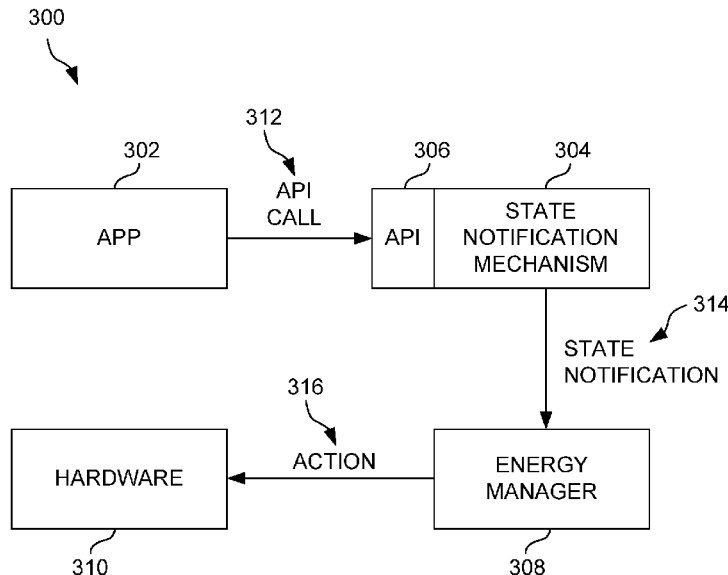 300
312
302
306
304
API
CALL
APP
API
STATE
NOTIFICATION
MECHANISM
314
STATE
NOTIFICATION
316
HARDWARE
ACTION
ENERGY
MANAGER
310
308